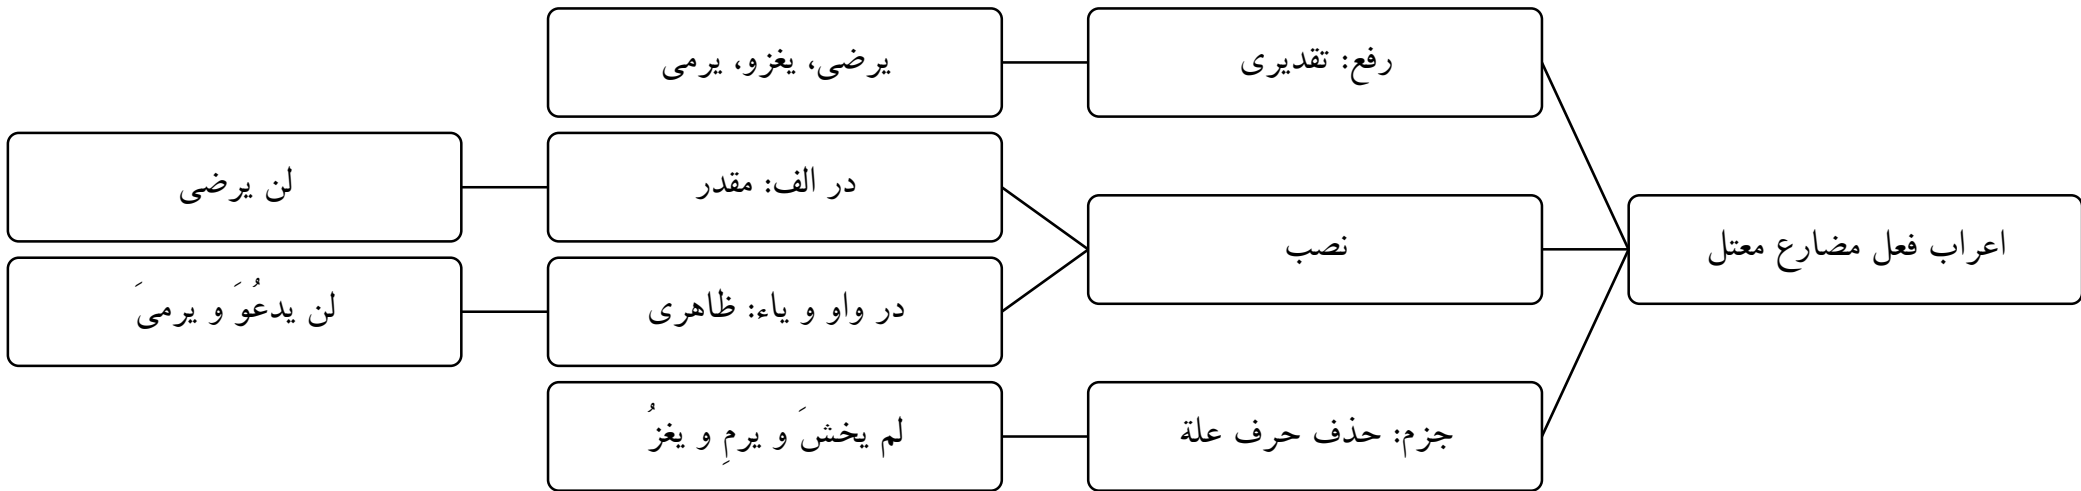 اعراب فعل مضارع معتل
رفع: تقدیری
یرضی، یغزو، یرمی
نصب
در الف: مقدر
لن یرضی
در واو و یاء: ظاهری
لن یدعُوَ و یرمیَ
جزم: حذف حرف علة
لم یخشَ و یرمِ و یغزُ